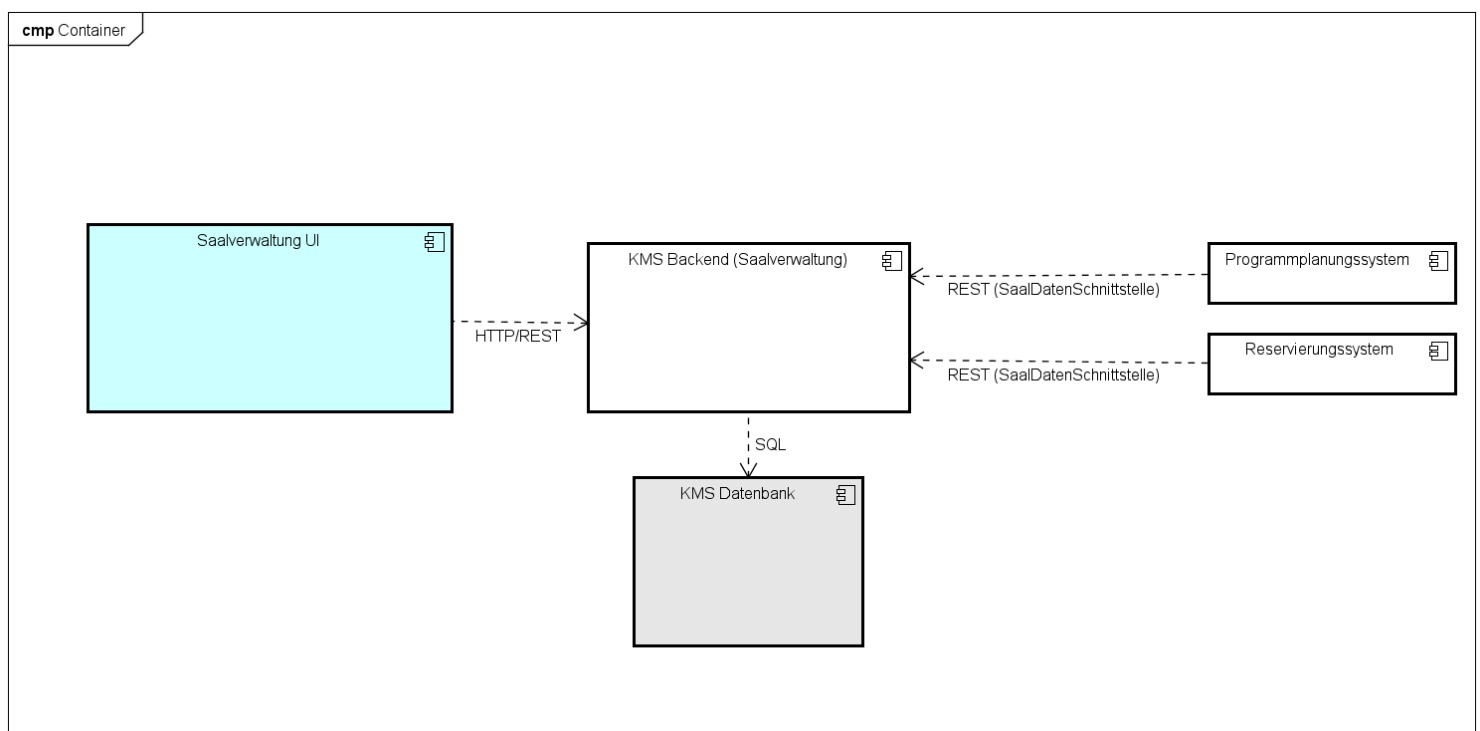 cmp Container
Saalverwaltung UI
KMS Backend (Saalverwaltung)
Programmplanungssystem
REST (SaalDatenSchnittstelle)
HTTP/REST
Reservierungssystem
REST (SaalDatenSchnittstelle)
SQL
KMS Datenbank